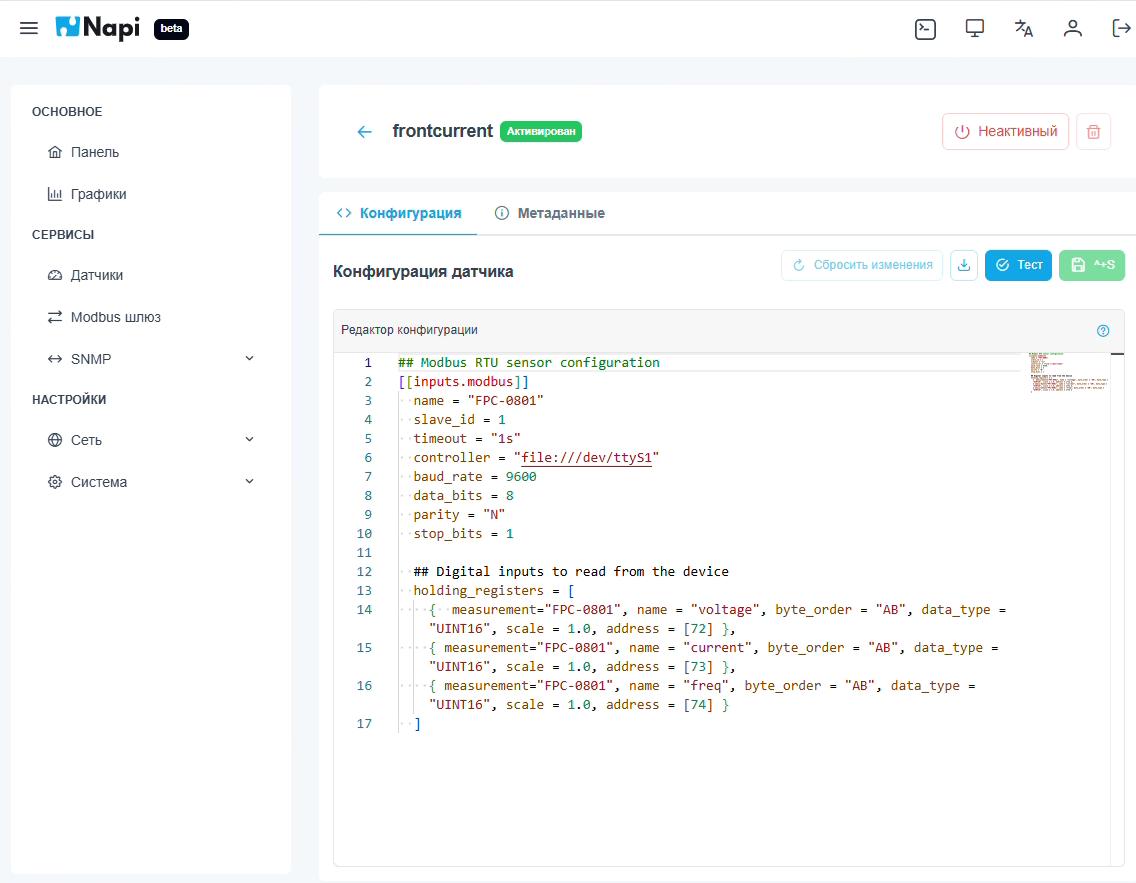 Napi beta
ОСНОВНОЕ
Панель
Графики
СЕРВИСЫ
Датчики
Modbus шлюз
SNMP
НАСТРОЙКИ
Сеть
Система
frontcurrent Активирован
Неактивный
Конфигурация Метаданные
Конфигурация датчика
Сбросить изменения Тест ^+S
Редактор конфигурации
1 ## Modbus RTU sensor configuration
2 [[inputs.modbus]]
3 name = "FPC-0801"
4 slave_id = 1
5 timeout = "1s"
6 controller = "file:///dev/ttyS1"
7 baud_rate = 9600
8 data_bits = 8
9 parity = "N"
10 stop_bits = 1
11
12 ## Digital inputs to read from the device
13 holding_registers = [
14 { measurement="FPC-0801", name = "voltage", byte_order = "AB", data_type =
"UINT16", scale = 1.0, address = [72] },
15 { measurement="FPC-0801", name = "current", byte_order = "AB", data_type =
"UINT16", scale = 1.0, address = [73] },
16 { measurement="FPC-0801", name = "freq", byte_order = "AB", data_type =
"UINT16", scale = 1.0, address = [74] }
17 ]